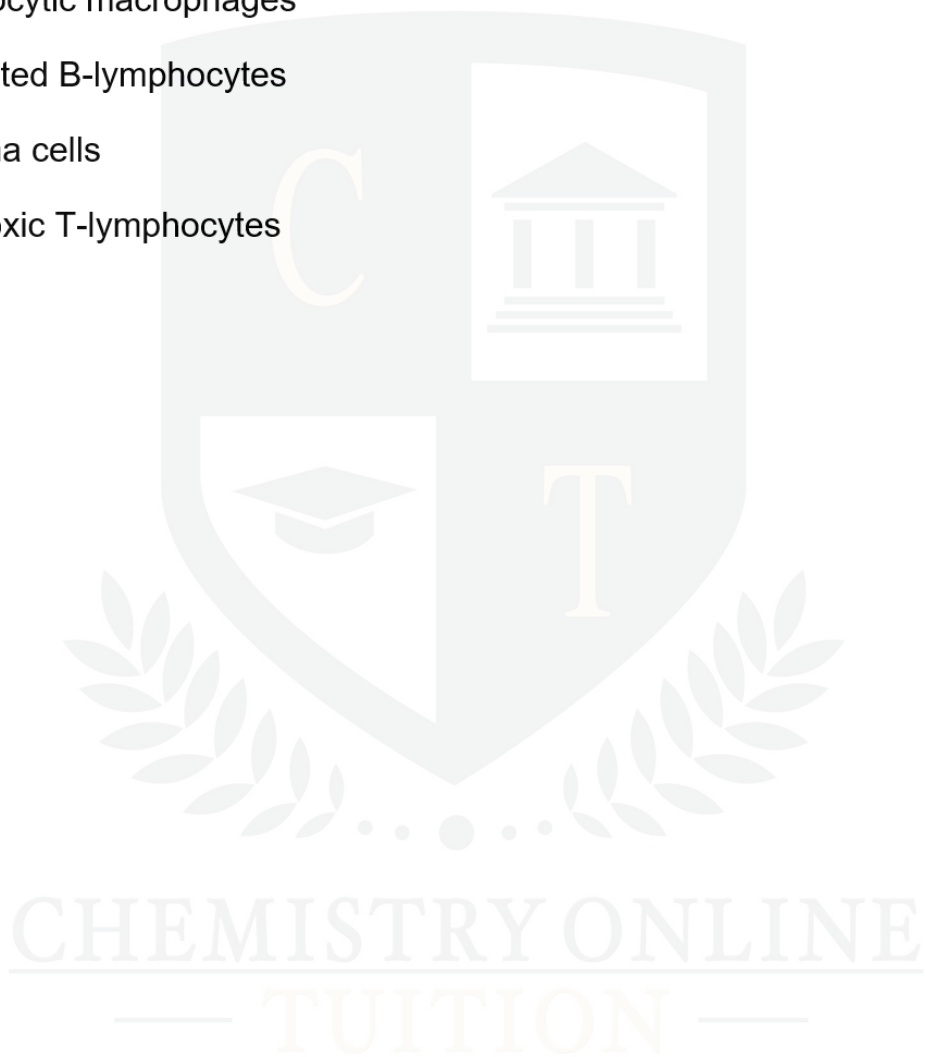 ocytic macrophages
ted B-lymphocytes
a cells
oxic T-lymphocytes
C
T
CHEMISTRY ONLINE
TUITION